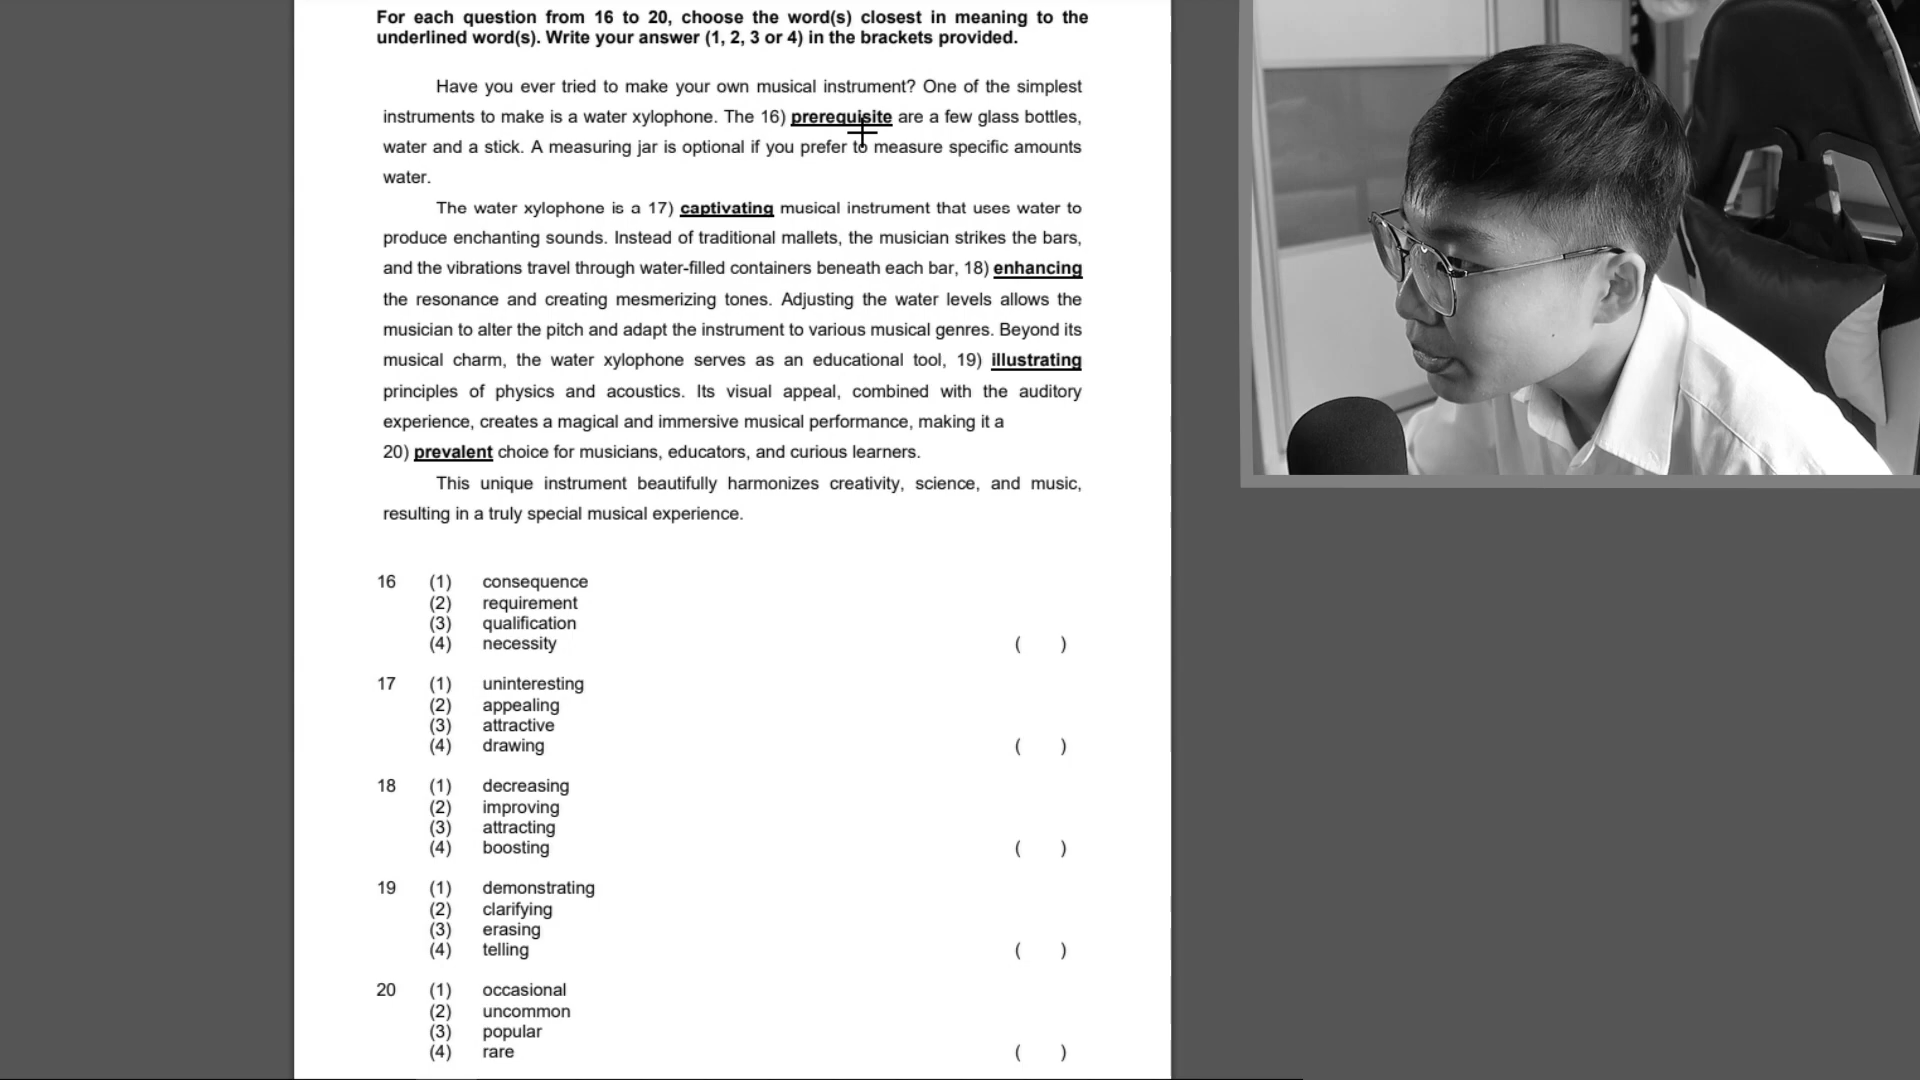 For each question from 16 to 20, choose the word(s) closest in meaning to the
underlined word(s). Write your answer (1, 2, 3 or 4) in the brackets provided.
Have you ever tried to make your own musical instrument? One of the simplest
instruments to make is a water xylophone. The 16) prerequisite are a few glass bottles,
water and a stick. A measuring jar is optional if you prefer to measure specific amounts
water.
The water xylophone is a 17) captivating musical instrument that uses water to
produce enchanting sounds. Instead of traditional mallets, the musician strikes the bars,
and the vibrations travel through water-filled containers beneath each bar, 18) enhancing
the resonance and creating mesmerizing tones. Adjusting the water levels allows the
musician to alter the pitch and adapt the instrument to various musical genres. Beyond its
musical charm, the water xylophone serves as an educational tool, 19) illustrating
principles of physics and acoustics. Its visual appeal, combined with the auditory
experience, creates a magical and immersive musical performance, making it a
20) prevalent choice for musicians, educators, and curious learners.
This unique instrument beautifully harmonizes creativity, science, and music,
resulting in a truly special musical experience.
16 (1) consequence
(2) requirement
(3) qualification
(4) necessity ( )
17 (1) uninteresting
(2) appealing
(3) attractive
(4) drawing ( )
18 (1) decreasing
(2) improving
(3) attracting
(4) boosting ( )
19 (1) demonstrating
(2) clarifying
(3) erasing
(4) telling ( )
20 (1) occasional
(2) uncommon
(3) popular
(4) rare ( )